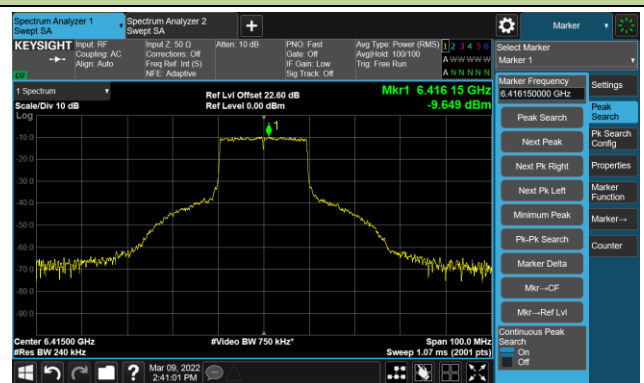 Spectrum Analyzer 1
Swept SA
Spectrum Analyzer 2
Swept SA
Marker
KEYSIGHT
Input: RF
Coupling: AC
Align: Auto
Input Z: 50 Ω
Corrections: Off
Freq Ref: Int (S)
NFE: Adaptive
Atten: 10 dB
PNO: Fast
Gate: Off
IF Gain: Low
Sig Track: Off
Avg Type: Power (RMS)
Avg|Hold: 100/100
Trig: Free Run
1 2 3 4 5 6
A W W W W W
A N N N N N
LW
Select Marker
Marker 1
1 Spectrum
Scale/Div 10 dB
Log
Ref Lvl Offset 22.60 dB
Ref Level 0.00 dBm
Mkr1 6.416 15 GHz
-9.649 dBm
1
-10.0
-20.0
-30.0
-40.0
-50.0
-60.0
-70.0
-80.0
-90.0
Center 6.41500 GHz
#Res BW 240 kHz
#Video BW 750 kHz*
Span 100.0 MHz
Sweep 1.07 ms (2001 pts)
Marker Frequency
6.416150000 GHz
Peak Search
Next Peak
Next Pk Right
Next Pk Left
Minimum Peak
Pk-Pk Search
Marker Delta
Mkr→CF
Mkr→Ref Lvl
Continuous Peak
Search
On
Off
Settings
Peak
Search
Pk Search
Config
Properties
Marker
Function
Marker→
Counter
?
Mar 09, 2022
2:41:01 PM